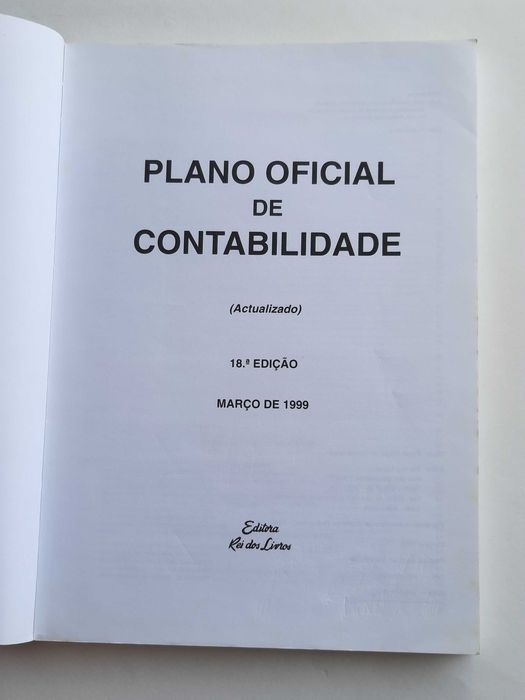 PLANO OFICIAL
DE
CONTABILIDADE
(Actualizado)
18.ª EDIÇÃO
MARÇO DE 1999
Editora
Rei dos Livros